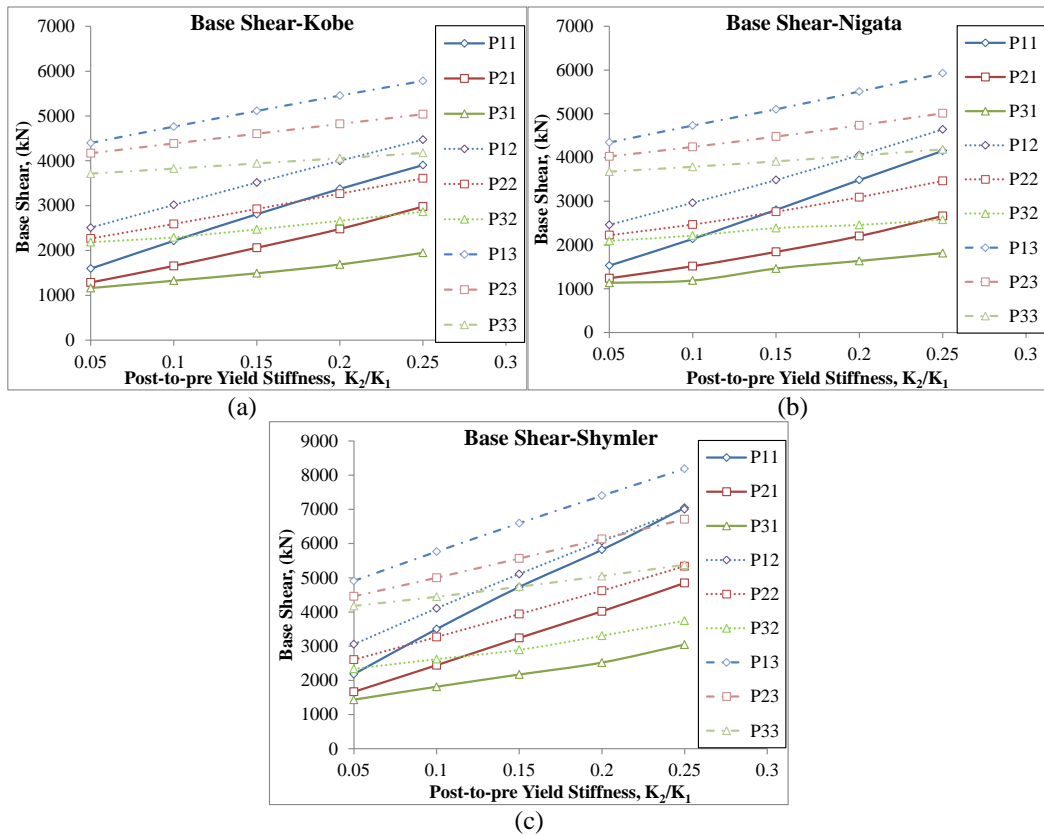 Base Shear-Kobe
Base Shear, (kN)
7000
6000
5000
4000
3000
2000
1000
0
0.05 0.1 0.15 0.2 0.25 0.3
Post-to-pre Yield Stiffness, K2/K1
P11
P21
P31
P12
P22
P32
P13
P23
P33
(a)
Base Shear-Nigata
Base Shear, (kN)
7000
6000
5000
4000
3000
2000
1000
0
0.05 0.1 0.15 0.2 0.25 0.3
Post-to-pre Yield Stiffness, K2/K1
P11
P21
P31
P12
P22
P32
P13
P23
P33
(b)
Base Shear-Shymler
Base Shear, (kN)
9000
8000
7000
6000
5000
4000
3000
2000
1000
0
0.05 0.1 0.15 0.2 0.25 0.3
Post-to-pre Yield Stiffness, K2/K1
P11
P21
P31
P12
P22
P32
P13
P23
P33
(c)